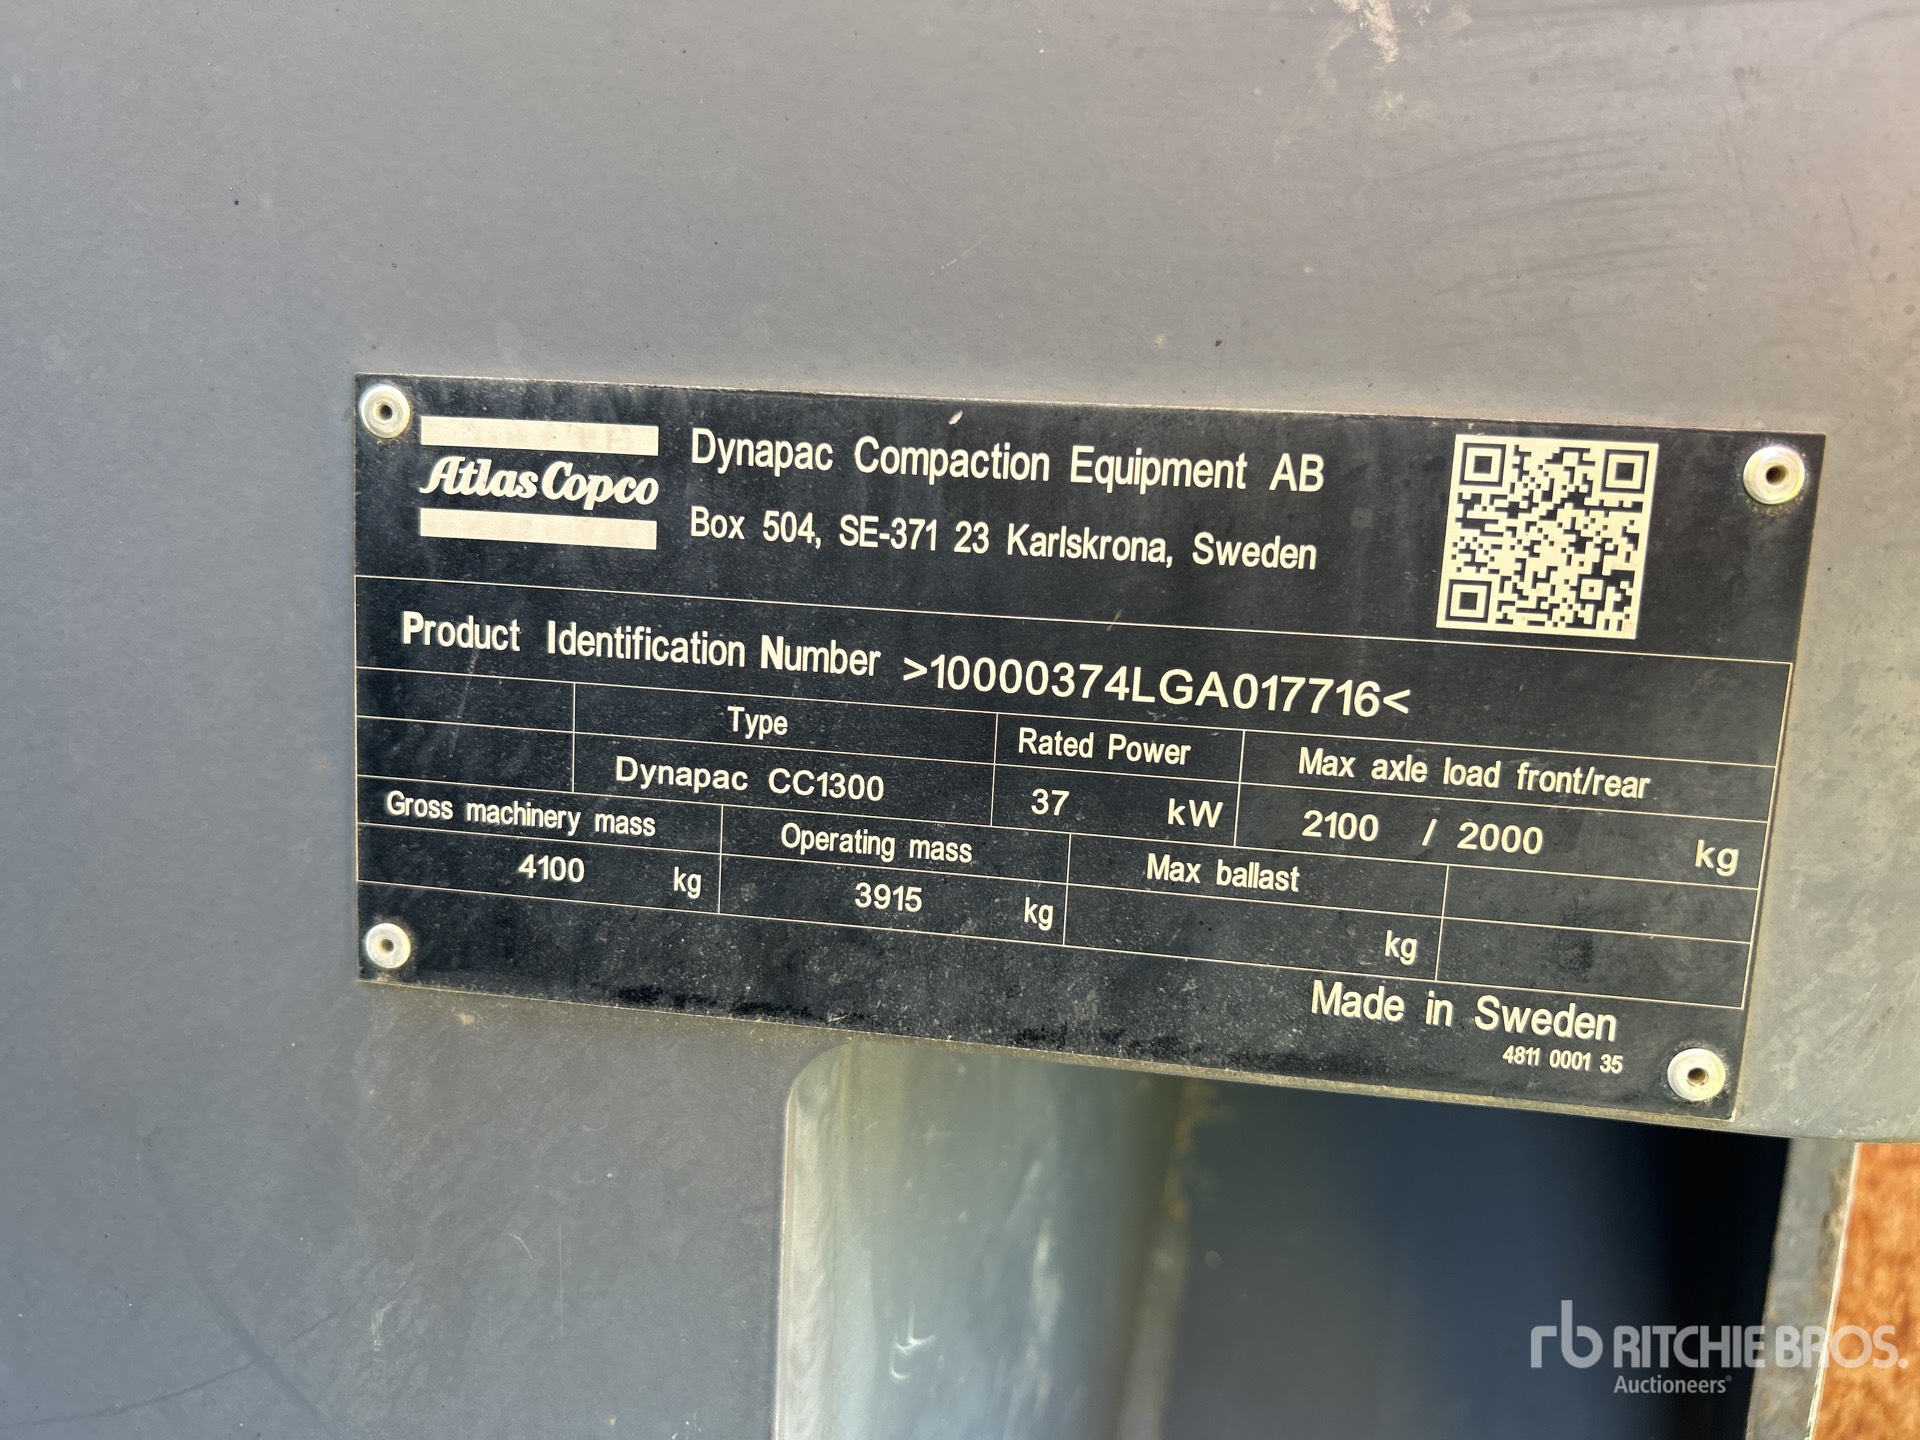 Atlas Copco
Dynapac Compaction Equipment AB
Box 504, SE-371 23 Karlskrona, Sweden
Product Identification Number >10000374LGA017716<
Type
Rated Power
Max axle load front/rear
Dynapac CC1300
37 kW
2100 / 2000 kg
Gross machinery mass
Operating mass
Max ballast
4100 kg
3915 kg
kg
Made in Sweden
4811 0001 35
rb RITCHIE BROS.
Auctioneers®